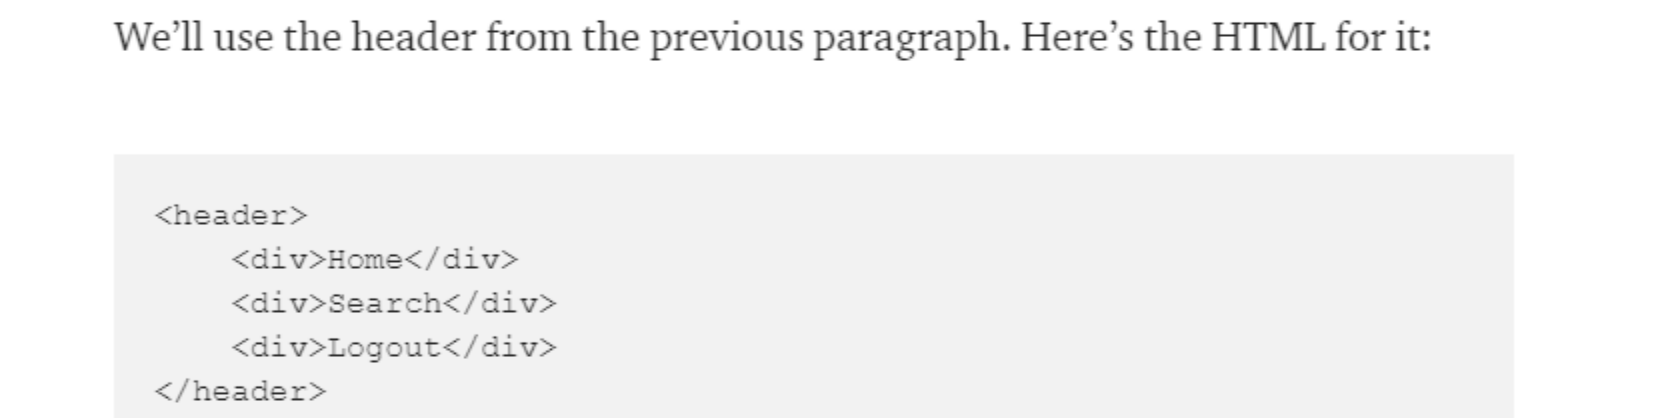 We’ll use the header from the previous paragraph. Here’s the HTML for it:
<header>
    <div>Home</div>
    <div>Search</div>
    <div>Logout</div>
</header>